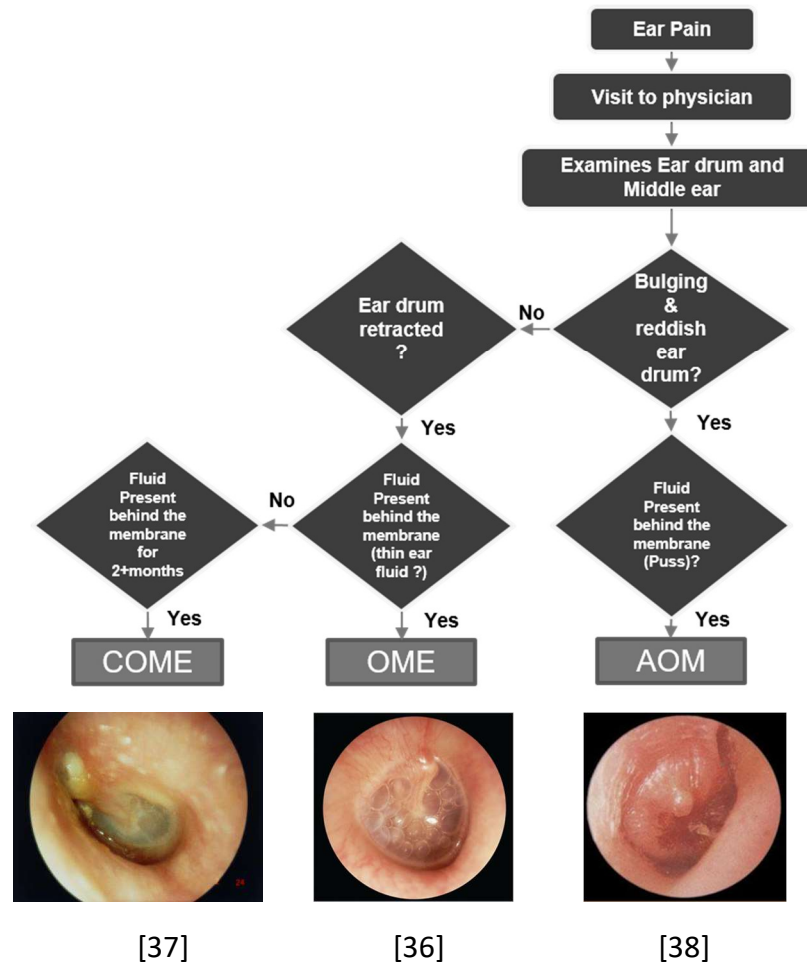 Ear Pain
Visit to physician
Examines Ear drum and
Middle ear
Bulging
&
reddish
ear
drum?
No
Ear drum
retracted
?
Yes
Yes
Fluid
Present
behind the
membrane
for
2+months
No
Fluid
Present
behind the
membrane
(thin ear
fluid ?)
Fluid
Present
behind the
membrane
(Puss)?
Yes
Yes
Yes
COME
OME
AOM
24
[37]
[36]
[38]